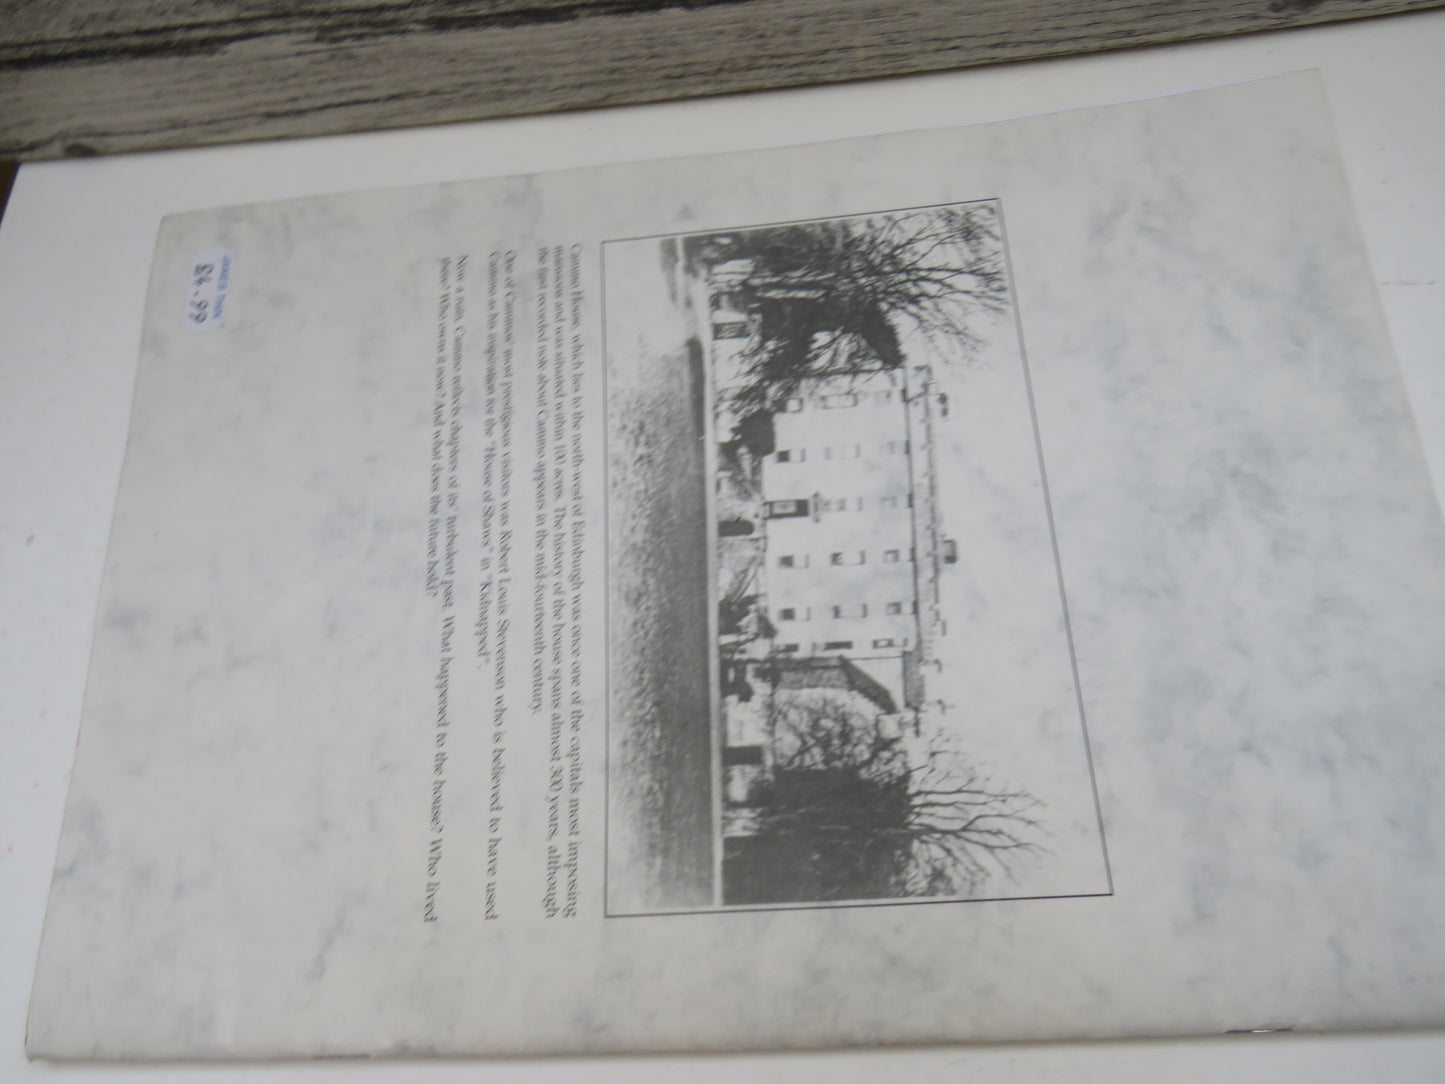 Cammo House, which lies to the north-west of Edinburgh was once one of the capitals most imposing
mansions and was situated within 100 acres. The history of the house spans almost 300 years, although
the first recorded note about Cammo appears in the mid-fourteenth century.
One of Cammos' most prestigious visitors was Robert Louis Stevenson who is believed to have used
Cammo as his inspiration for the "House of Shaws" in "Kidnapped".
Now a ruin, Cammo reflects chapters of its' turbulent past. What happened to the house? Who lived
there? Who owns it now? And what does the future hold?
JAMES THIN
£4.99